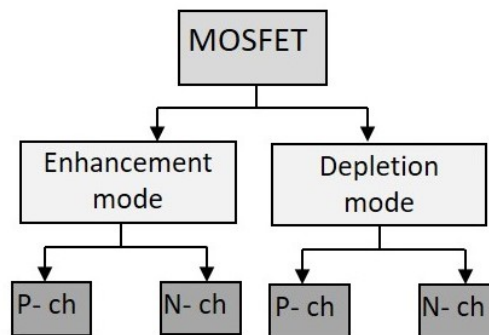 MOSFET
Enhancement
mode
Depletion
mode
P- ch
N- ch
P- ch
N- ch